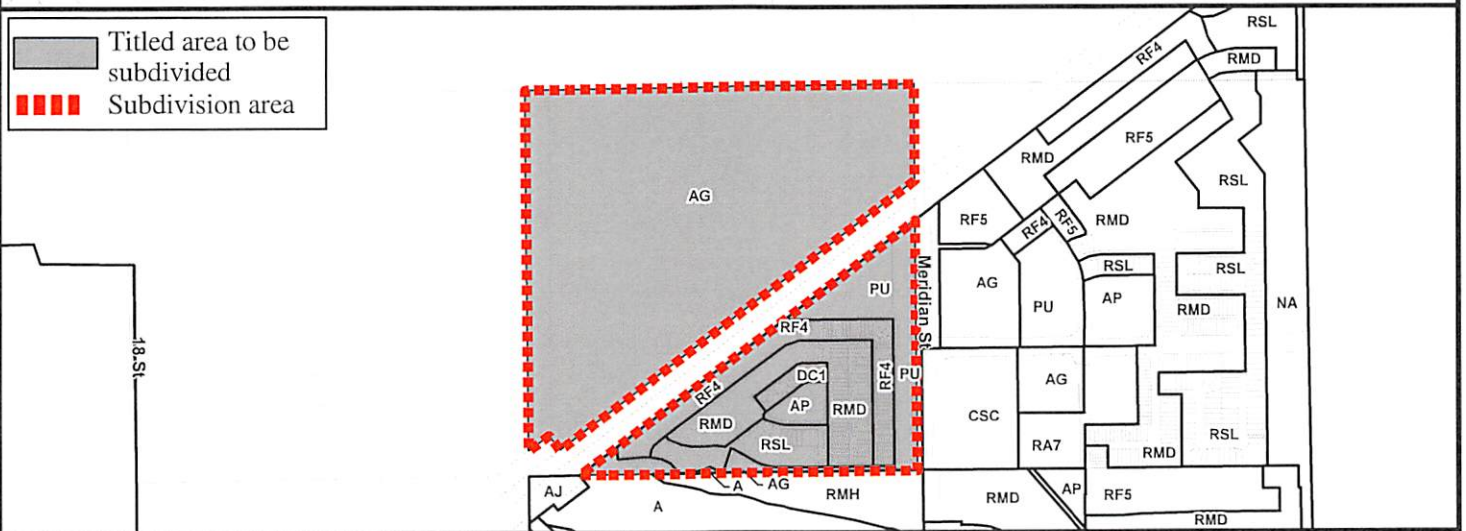 Titled area to be
subdivided
Subdivision area
RSL
RF4
RMD
RF5
RMD
AG
RSL
RF5
RF4
RF5
RMD
Meridian St
PU
AG
PU
RSL
AP
RSL
RMD
NA
RF4
18 St
DC1
RF4
PU
AG
RF4
AP
RMD
CSC
RMD
RSL
RA7
RSL
RMD
AJ
A
A
AG
RMH
RMD
AP
RF5
RMD